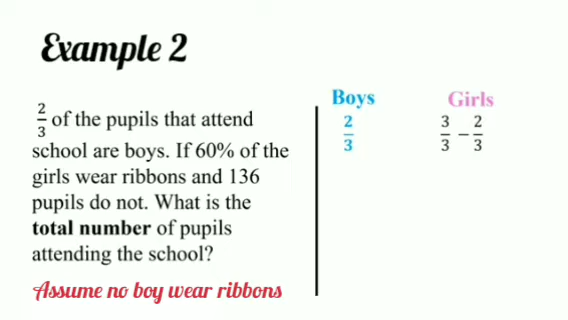 Example 2
2/3 of the pupils that attend
school are boys. If 60% of the
girls wear ribbons and 136
pupils do not. What is the
total number of pupils
attending the school?
Assume no boy wear ribbons
Boys Girls
2/3 3/3 − 2/3